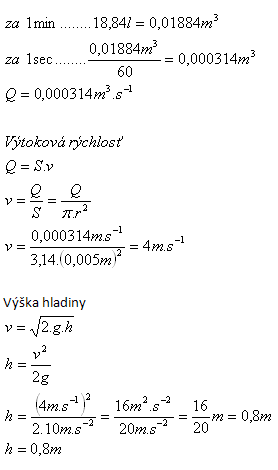 za 1min ........18,84l = 0,01884m³
za 1sec........0,01884m³/60 = 0,000314m³
Q = 0,000314m³.s⁻¹
Výtoková rýchlosť
Q = S.v
v = Q/S = Q/π.r²
v = 0,000314m.s⁻¹/3,14.(0,005m)² = 4m.s⁻¹
Výška hladiny
v = √2.g.h
h = v²/2g
h = (4m.s⁻¹)²/2.10m.s⁻² = 16m².s⁻²/20m.s⁻² = 16/20 m = 0,8m
h = 0,8m